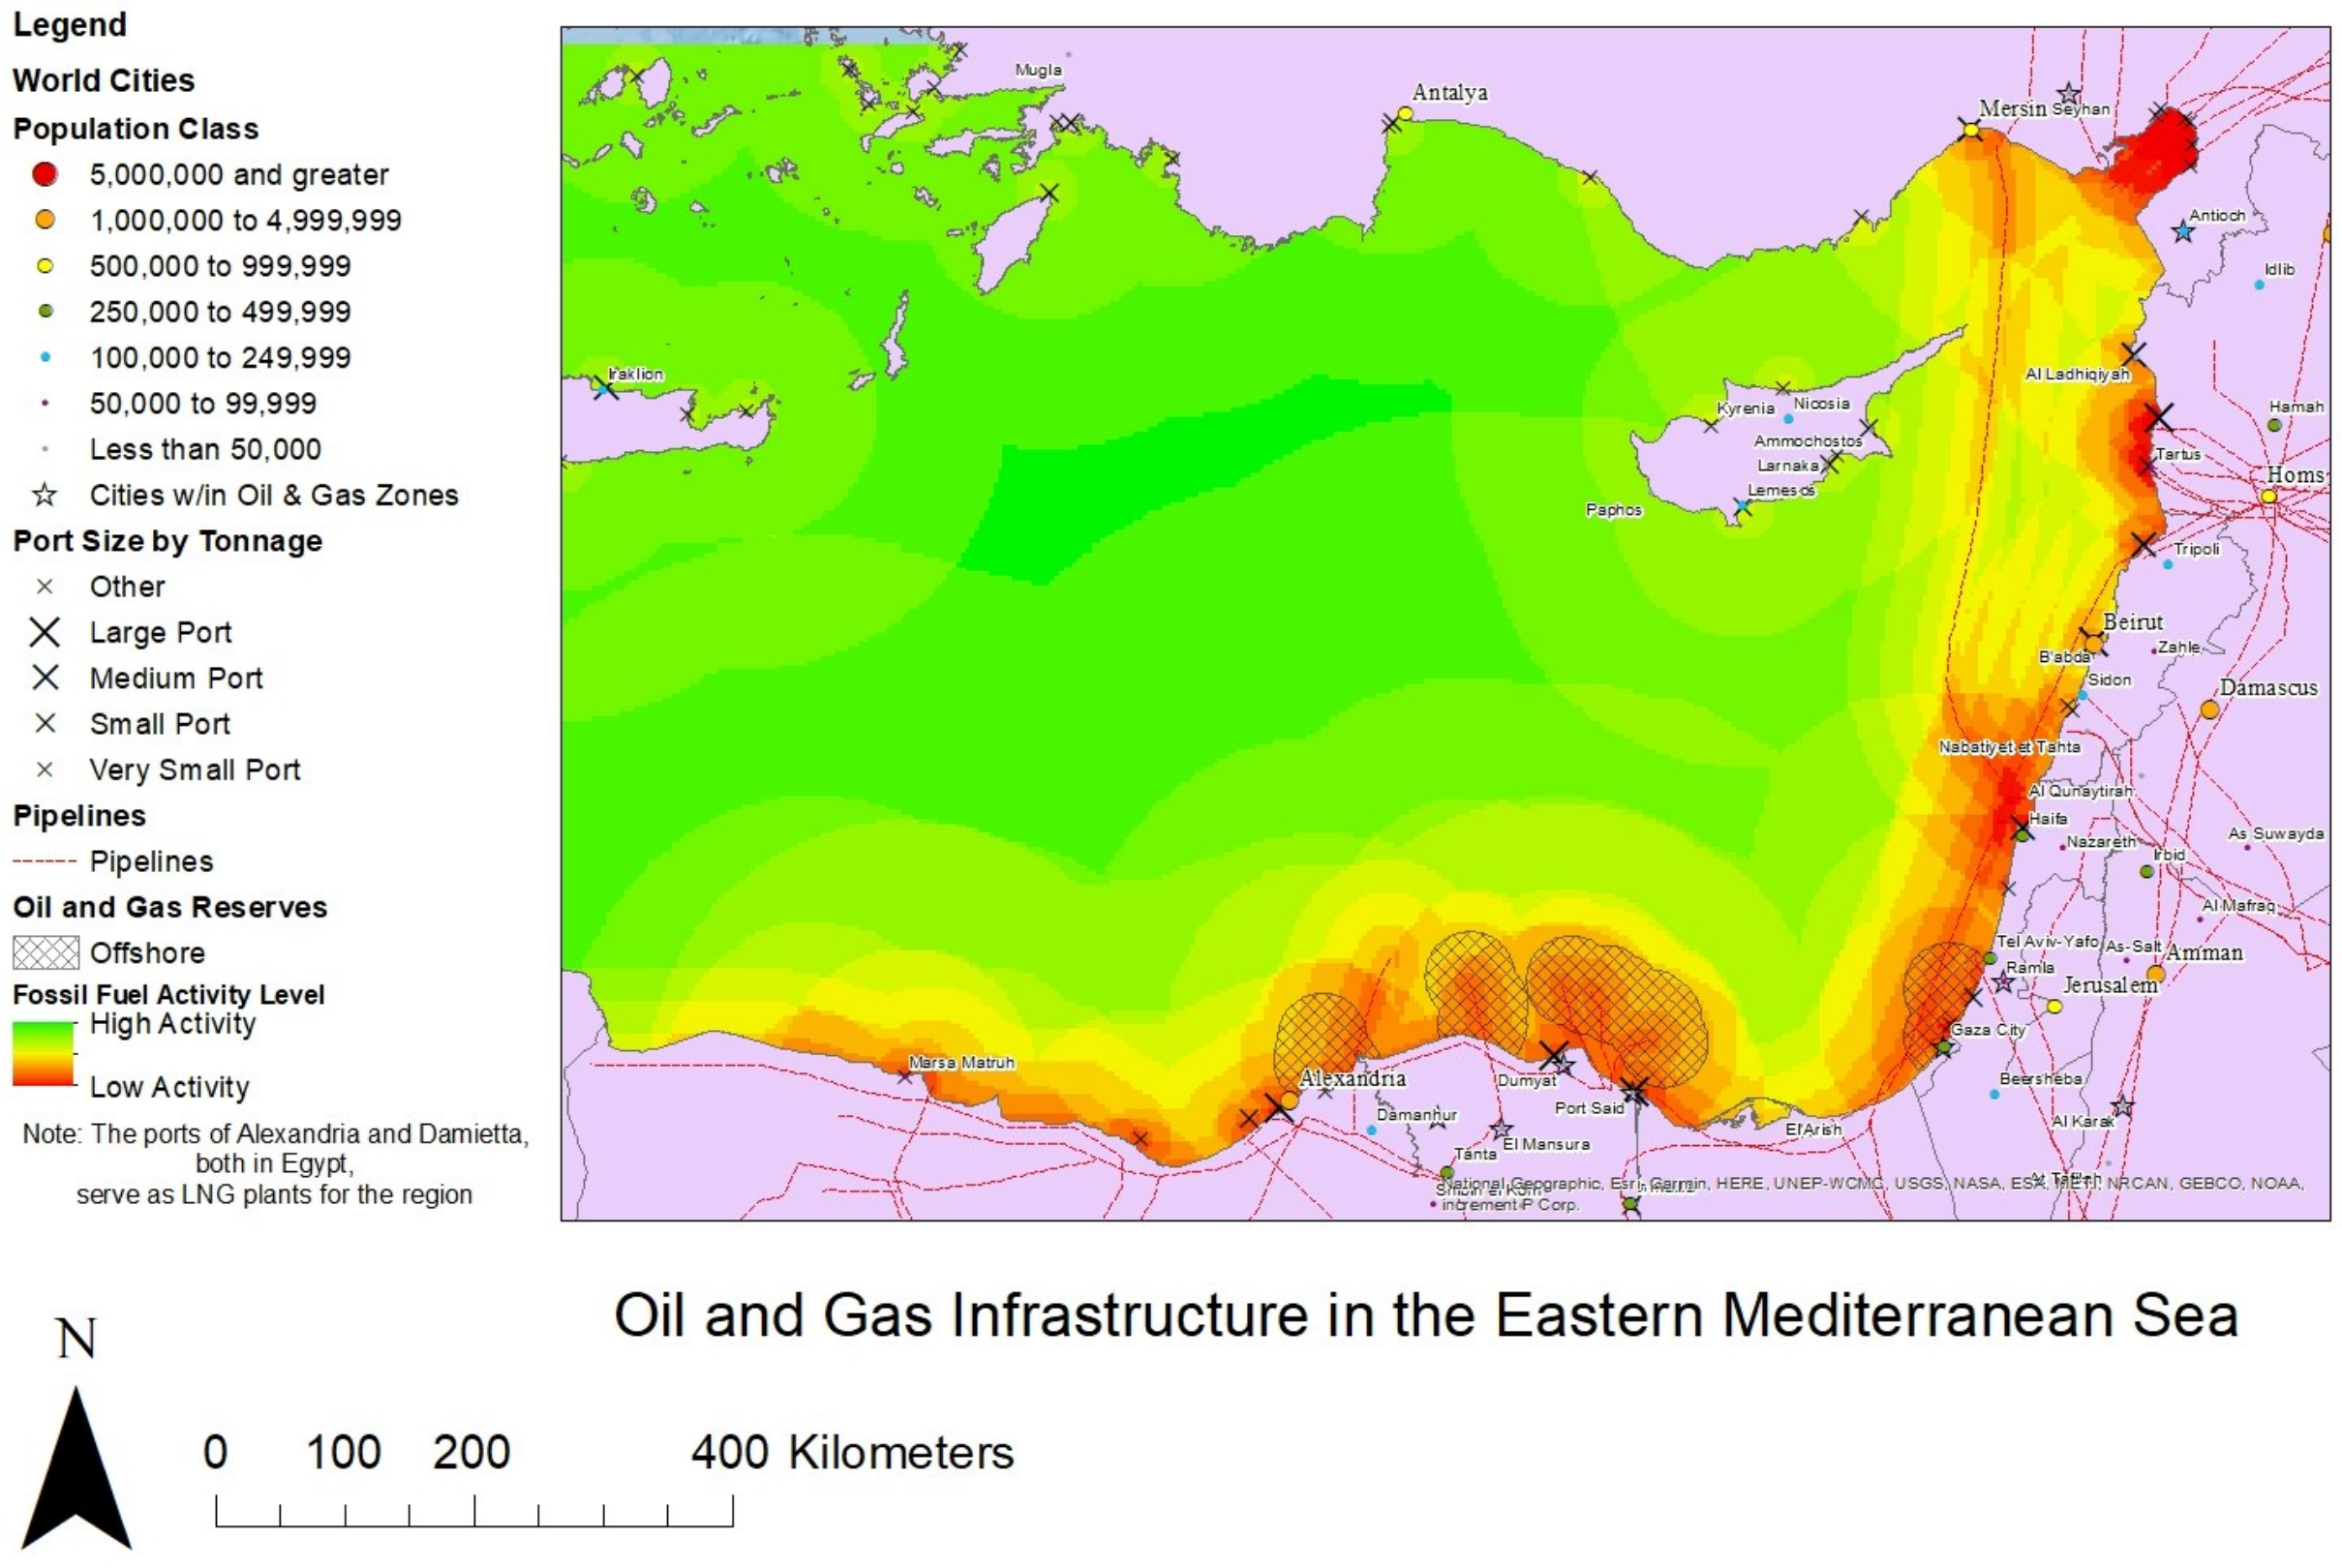 Legend
World Cities
Population Class
5,000,000 and greater
1,000,000 to 4,999,999
500,000 to 999,999
250,000 to 499,999
100,000 to 249,999
50,000 to 99,999
Less than 50,000
Cities w/in Oil & Gas Zones
Port Size by Tonnage
Other
Large Port
Medium Port
Small Port
Very Small Port
Pipelines
Pipelines
Oil and Gas Reserves
Offshore
Fossil Fuel Activity Level
High Activity
Low Activity
Note: The ports of Alexandria and Damietta,
both in Egypt,
serve as LNG plants for the region
Mugla
Antalya
Mersin
Seyhan
Antioch
Idlib
Iraklion
Al Ladhiqiyah
Kyrenia
Nicosia
Hamah
Ammochostos
Larnaka
Tartus
Homs
Lemesos
Paphos
Tripoli
Beirut
B'abda
Zahle
Sidon
Damascus
Nabatiyet et Tahta
Al Qunaytirah
Haifa
Nazareth
As Suwayda
Irbid
Al Mafraq
Tel Aviv-Yafo
As-Salt
Amman
Ramla
Jerusalem
Gaza City
Marsa Matruh
Alexandria
Dumyat
Beersheba
Port Said
Damanhur
El'Arish
Al Karak
El Mansura
Tanta
National Geographic, Esri, Garmin, HERE, UNEP-WCMC, USGS, NASA, ESA, METI, NRCAN, GEBCO, NOAA,
increment P Corp.
Oil and Gas Infrastructure in the Eastern Mediterranean Sea
N
0 100 200 400 Kilometers